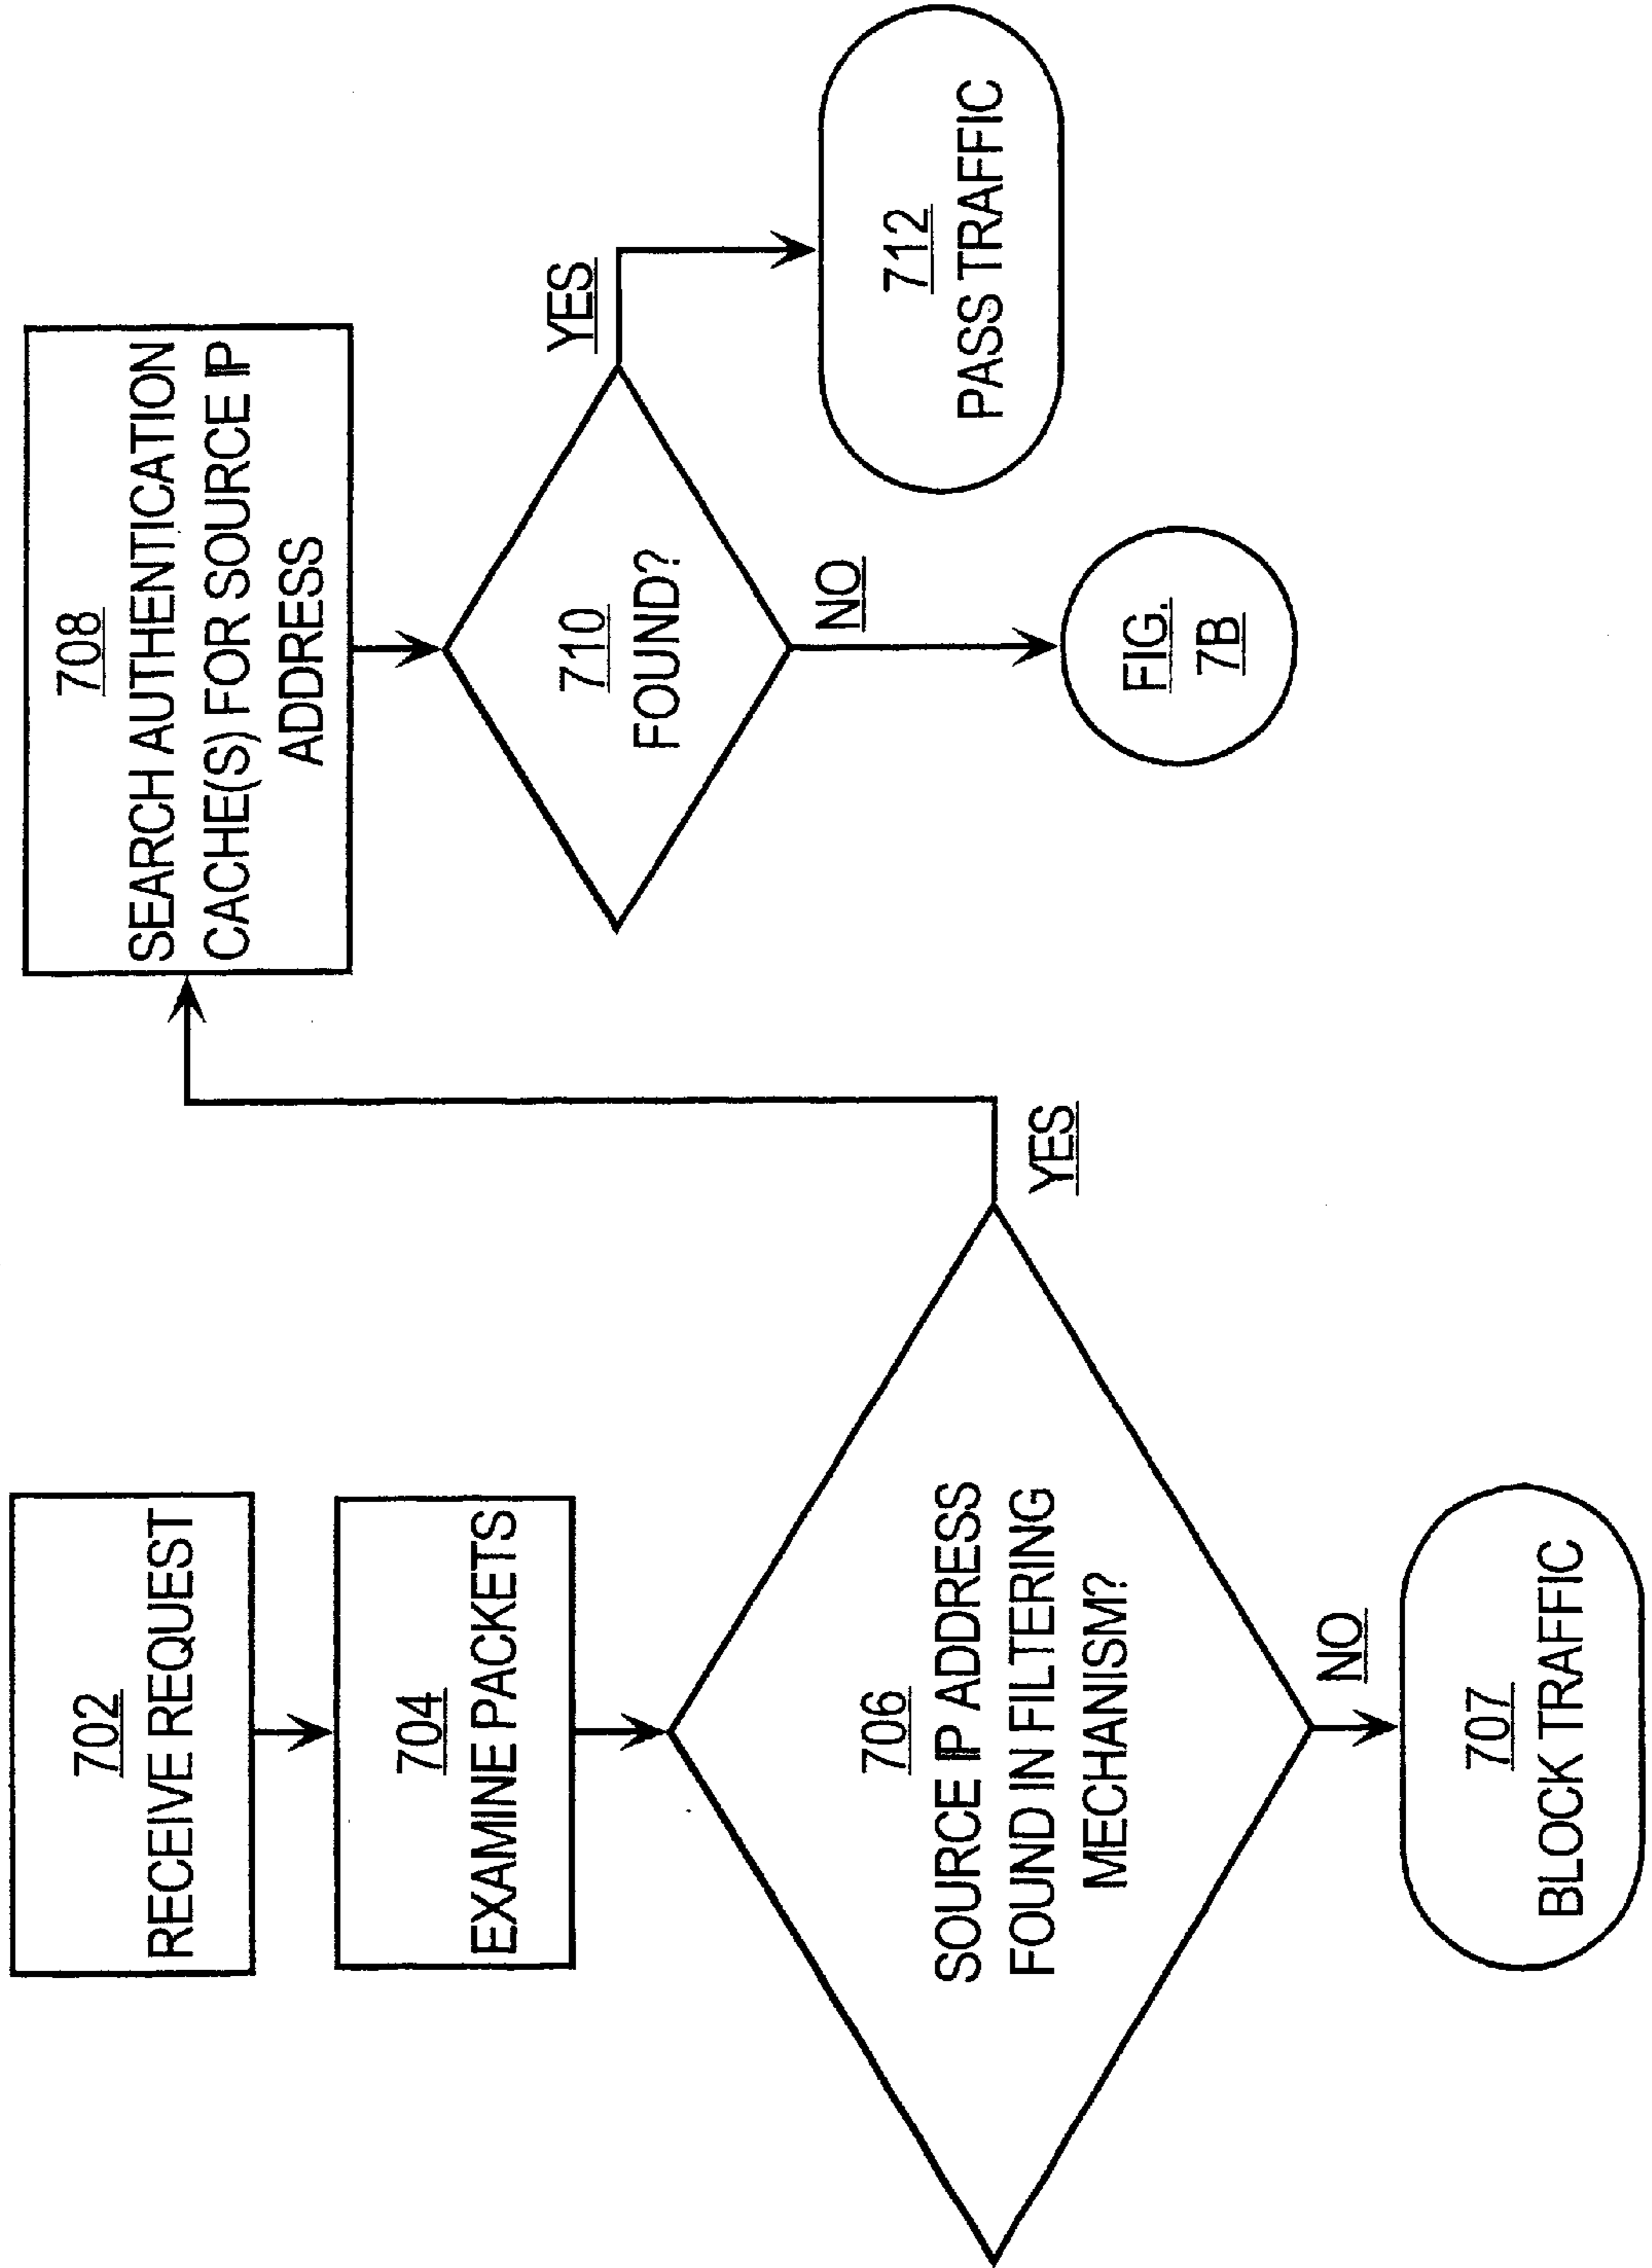 702
RECEIVE REQUEST
704
EXAMINE PACKETS
706
SOURCE IP ADDRESS
FOUND IN FILTERING
MECHANISM?
YES
NO
707
BLOCK TRAFFIC
708
SEARCH AUTHENTICATION
CACHE(S) FOR SOURCE IP
ADDRESS
710
FOUND?
YES
NO
712
PASS TRAFFIC
FIG.
7B